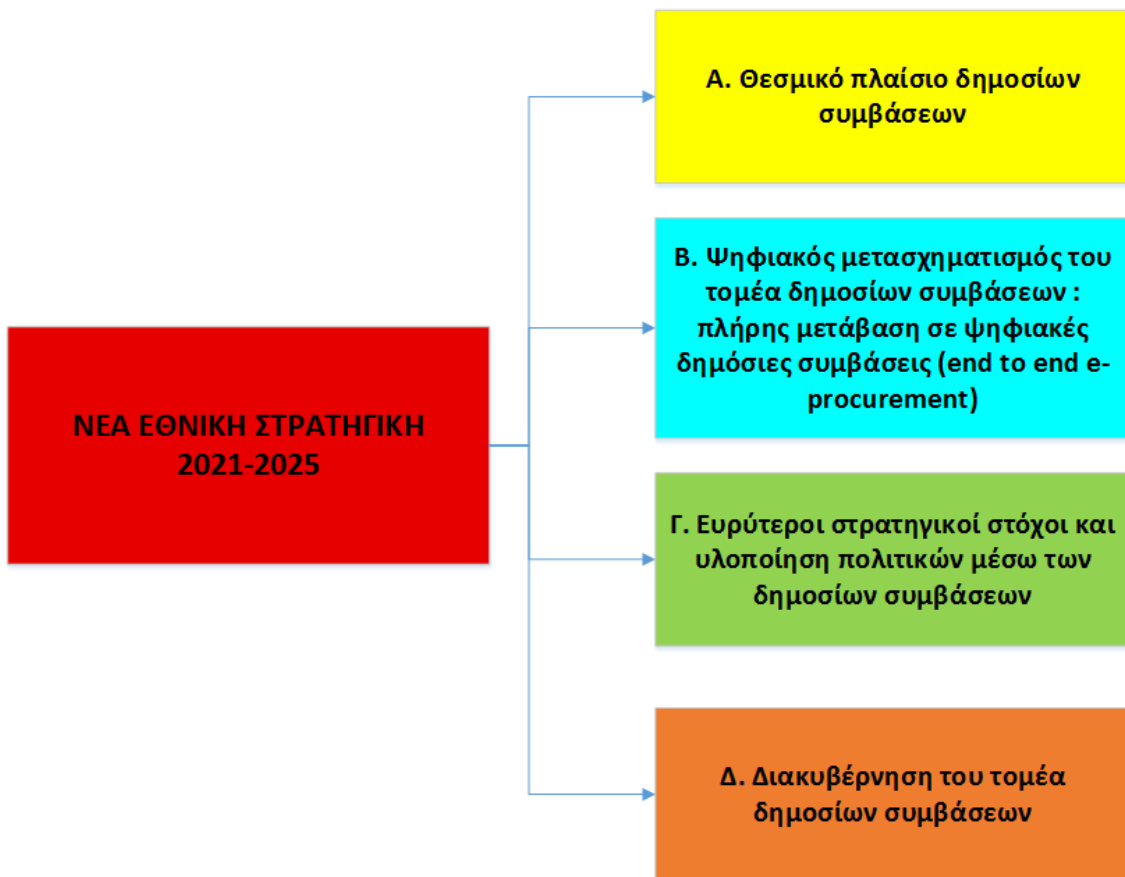 ΝΕΑ ΕΘΝΙΚΗ ΣΤΡΑΤΗΓΙΚΗ
2021-2025
Α. Θεσμικό πλαίσιο δημοσίων
συμβάσεων
Β. Ψηφιακός μετασχηματισμός του
τομέα δημοσίων συμβάσεων :
πλήρης μετάβαση σε ψηφιακές
δημόσιες συμβάσεις (end to end e-
procurement)
Γ. Ευρύτεροι στρατηγικοί στόχοι και
υλοποίηση πολιτικών μέσω των
δημοσίων συμβάσεων
Δ. Διακυβέρνηση του τομέα
δημοσίων συμβάσεων